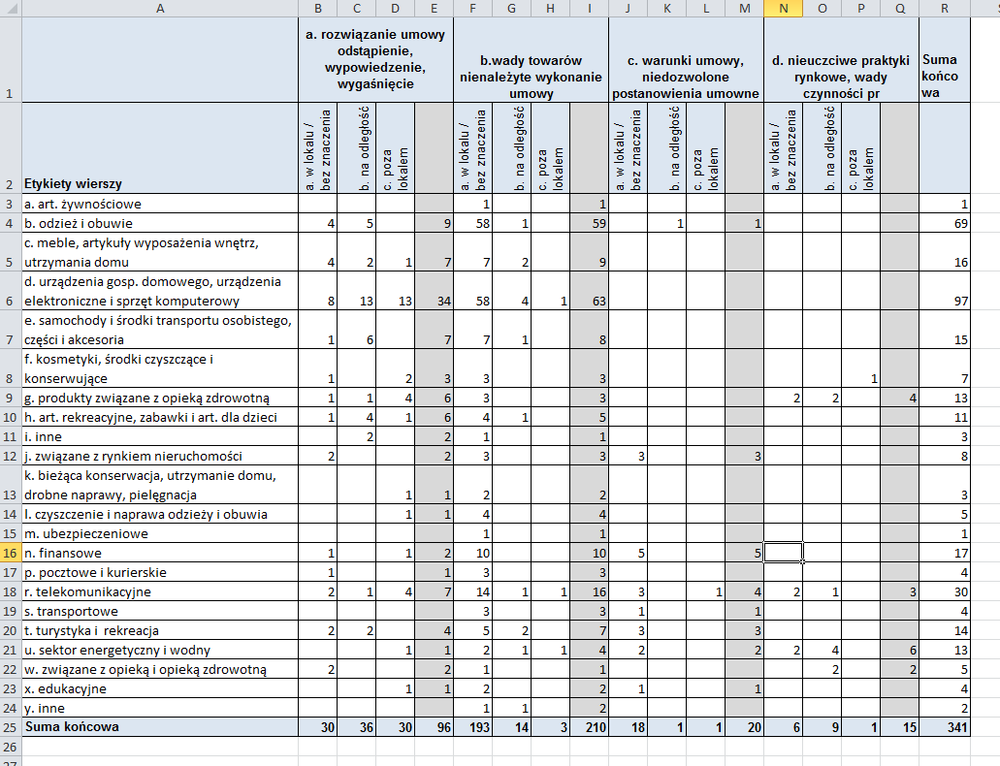 A B C D E F G H I J K L M N O P Q R
1 a. rozwiązanie umowy odstąpienie, wypowiedzenie, wygaśnięcie b.wady towarów nienależyte wykonanie umowy c. warunki umowy, niedozwolone postanowienia umowne d. nieuczciwe praktyki rynkowe, wady czynności pr Suma końco wa
2 Etykiety wierszy a. w lokalu / bez znaczenia b. na odległość c. poza lokalem a. w lokalu / bez znaczenia b. na odległość c. poza lokalem a. w lokalu / bez znaczenia b. na odległość c. poza lokalem a. w lokalu / bez znaczenia b. na odległość c. poza lokalem
3 a. art. żywnościowe 1 1 1
4 b. odzież i obuwie 4 5 9 58 1 59 1 1 69
c. meble, artykuły wyposażenia wnętrz,
5 utrzymania domu 4 2 1 7 7 2 9 16
d. urządzenia gosp. domowego, urządzenia
6 elektroniczne i sprzęt komputerowy 8 13 13 34 58 4 1 63 97
e. samochody i środki transportu osobistego,
7 części i akcesoria 1 6 7 7 1 8 15
f. kosmetyki, środki czyszczące i
8 konserwujące 1 2 3 3 3 1 7
9 g. produkty związane z opieką zdrowotną 1 1 4 6 3 3 2 2 4 13
10 h. art. rekreacyjne, zabawki i art. dla dzieci 1 4 1 6 4 1 5 11
11 i. inne 2 2 1 1 3
12 j. związane z rynkiem nieruchomości 2 2 3 3 3 3 8
k. bieżąca konserwacja, utrzymanie domu,
13 drobne naprawy, pielęgnacja 1 1 2 2 3
14 l. czyszczenie i naprawa odzieży i obuwia 1 1 4 4 5
15 m. ubezpieczeniowe 1 1 1
16 n. finansowe 1 1 2 10 10 5 5 17
17 p. pocztowe i kurierskie 1 1 3 3 4
18 r. telekomunikacyjne 2 1 4 7 14 1 1 16 3 1 4 2 1 3 30
19 s. transportowe 3 3 1 1 4
20 t. turystyka i rekreacja 2 2 4 5 2 7 3 3 14
21 u. sektor energetyczny i wodny 1 1 2 1 1 4 2 2 2 4 6 13
22 w. związane z opieką i opieką zdrowotną 2 2 1 1 2 2 5
23 x. edukacyjne 1 1 2 2 1 1 4
24 y. inne 1 1 2 2
25 Suma końcowa 30 36 30 96 193 14 3 210 18 1 1 20 6 9 1 15 341
26
27